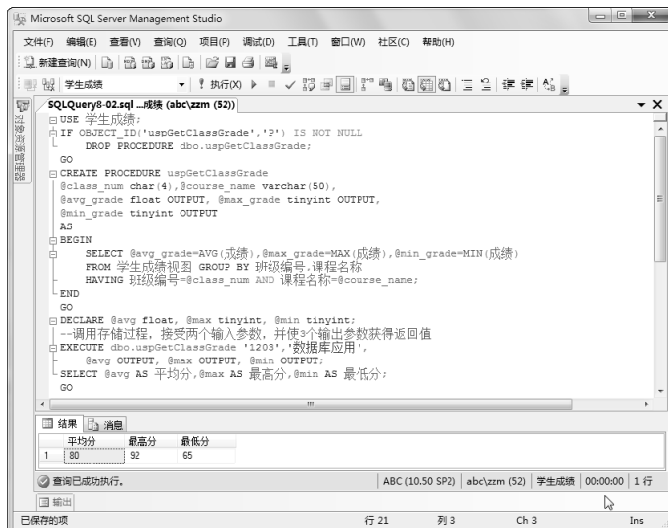 Microsoft SQL Server Management Studio
文件(F) 编辑(E) 查看(V) 查询(Q) 项目(P) 调试(D) 工具(T) 窗口(W) 社区(C) 帮助(H)
新建查询(N)
学生成绩 执行(X)
SQLQuery8-02.sql ...成绩 (abc\zzm (52))
对象资源管理器
USE 学生成绩;
IF OBJECT_ID('uspGetClassGrade','P') IS NOT NULL
DROP PROCEDURE dbo.uspGetClassGrade;
GO
CREATE PROCEDURE uspGetClassGrade
@class_num char(4),@course_name varchar(50),
@avg_grade float OUTPUT, @max_grade tinyint OUTPUT,
@min_grade tinyint OUTPUT
AS
BEGIN
SELECT @avg_grade=AVG(成绩),@max_grade=MAX(成绩),@min_grade=MIN(成绩)
FROM 学生成绩视图 GROUP BY 班级编号,课程名称
HAVING 班级编号=@class_num AND 课程名称=@course_name;
END
GO
DECLARE @avg float, @max tinyint, @min tinyint;
--调用存储过程, 接受两个输入参数, 并使3个输出参数获得返回值
EXECUTE dbo.uspGetClassGrade '1203','数据库应用',
@avg OUTPUT, @max OUTPUT, @min OUTPUT;
SELECT @avg AS 平均分,@max AS 最高分,@min AS 最低分;
GO
结果 消息
平均分 最高分 最低分
1 80 92 65
查询已成功执行。 ABC (10.50 SP2) abc\zzm (52) 学生成绩 00:00:00 1 行
输出
已保存的项 行 21 列 3 Ch 3 Ins